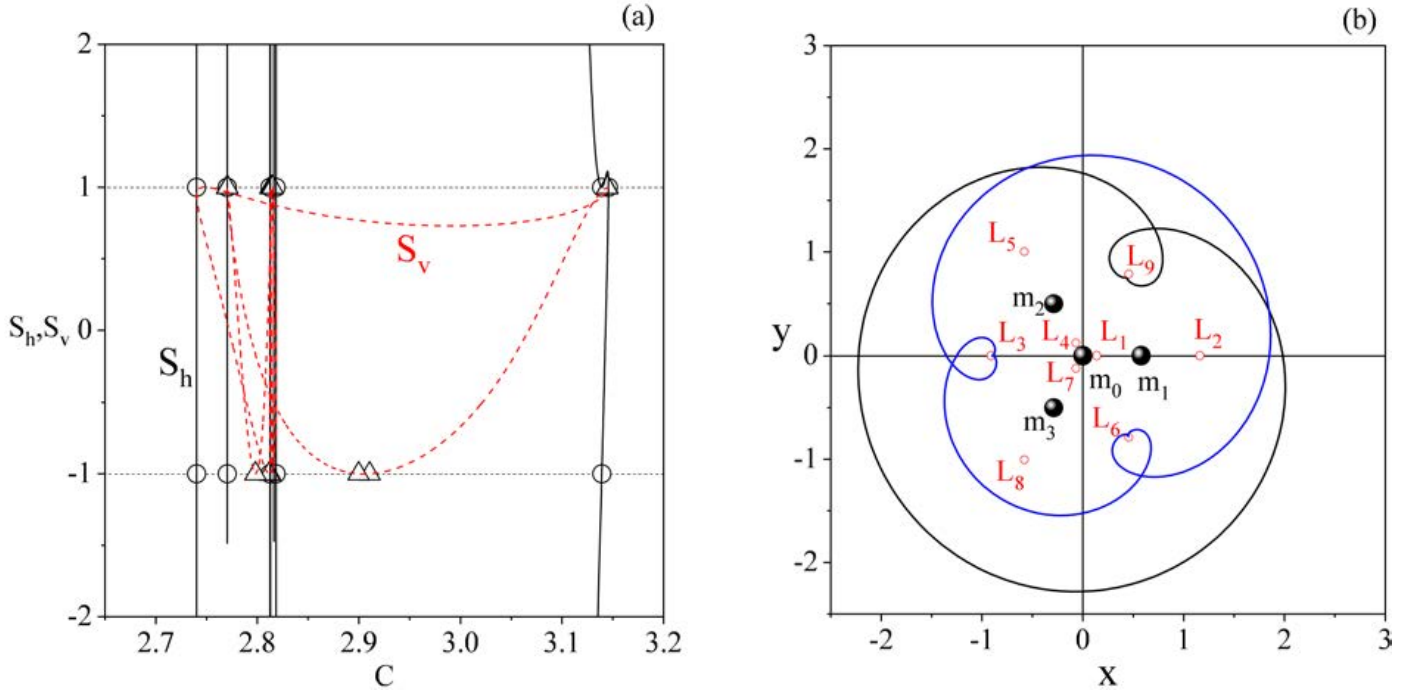 (a)
2
1
0
-1
-2
S_h,S_v
S_v
S_h
2.7
2.8
2.9
3.0
3.1
3.2
C
(b)
3
2
1
0
-1
-2
y
L_5
L_9
m_2
L_3
L_4
L_1
L_2
L_7
m_0
m_1
m_3
L_6
L_8
-2
-1
0
1
2
3
x